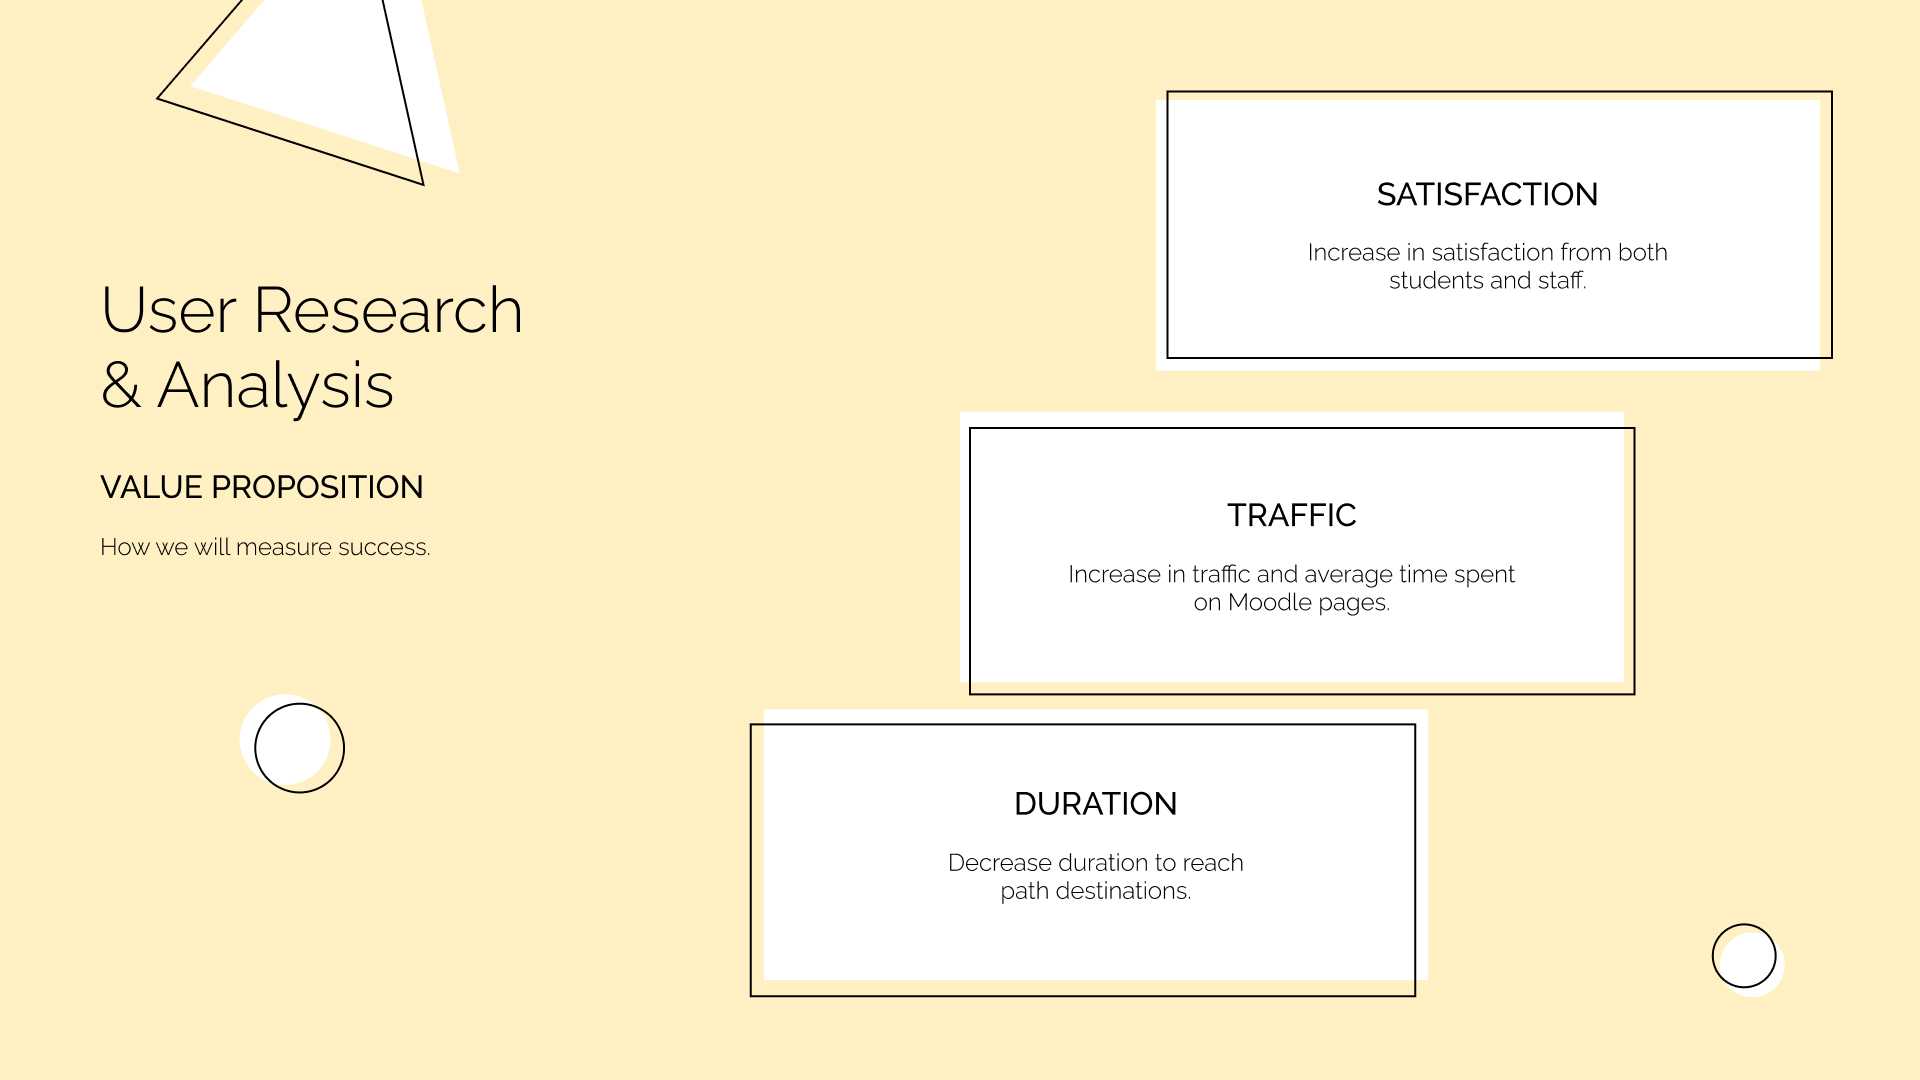 User Research
& Analysis
VALUE PROPOSITION
How we will measure success.
SATISFACTION
Increase in satisfaction from both
students and staff.
TRAFFIC
Increase in traffic and average time spent
on Moodle pages.
DURATION
Decrease duration to reach
path destinations.